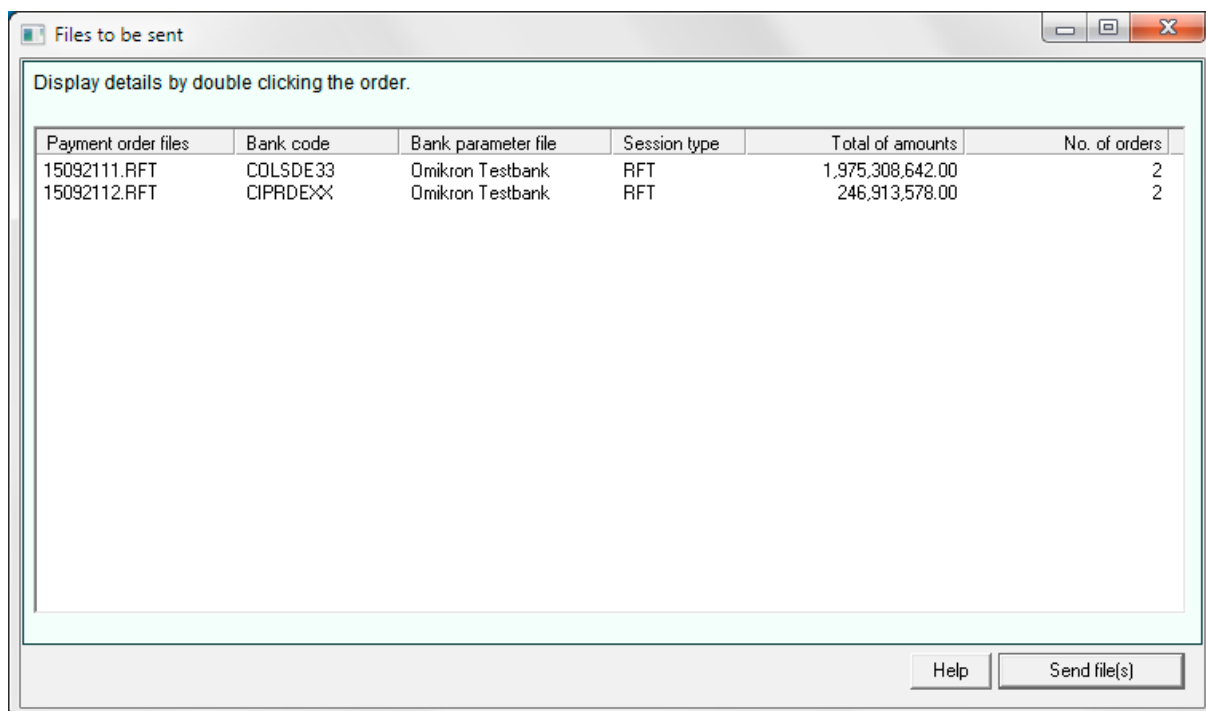 Files to be sent
Display details by double clicking the order.
Payment order files Bank code Bank parameter file Session type Total of amounts No. of orders
15092111.RFT COLSDE33 Omikron Testbank RFT 1,975,308,642.00 2
15092112.RFT CIPRDEXX Omikron Testbank RFT 246,913,578.00 2
Help Send file(s)